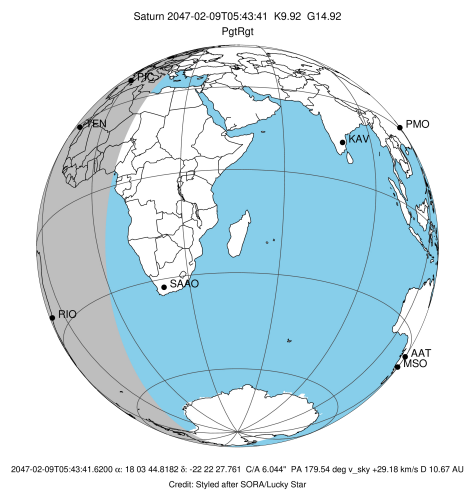 Saturn 2047-02-09T05:43:41 K9.92 G14.92
PgtRgt
PIC
TEN
PMO
KAV
SAAO
RIO
AAT
MSO
2047-02-09T05:43:41.6200 α: 18 03 44.8182 δ: -22 22 27.761 C/A 6.044" PA 179.54 deg v_sky +29.18 km/s D 10.67 AU
Credit: Styled after SORA/Lucky Star